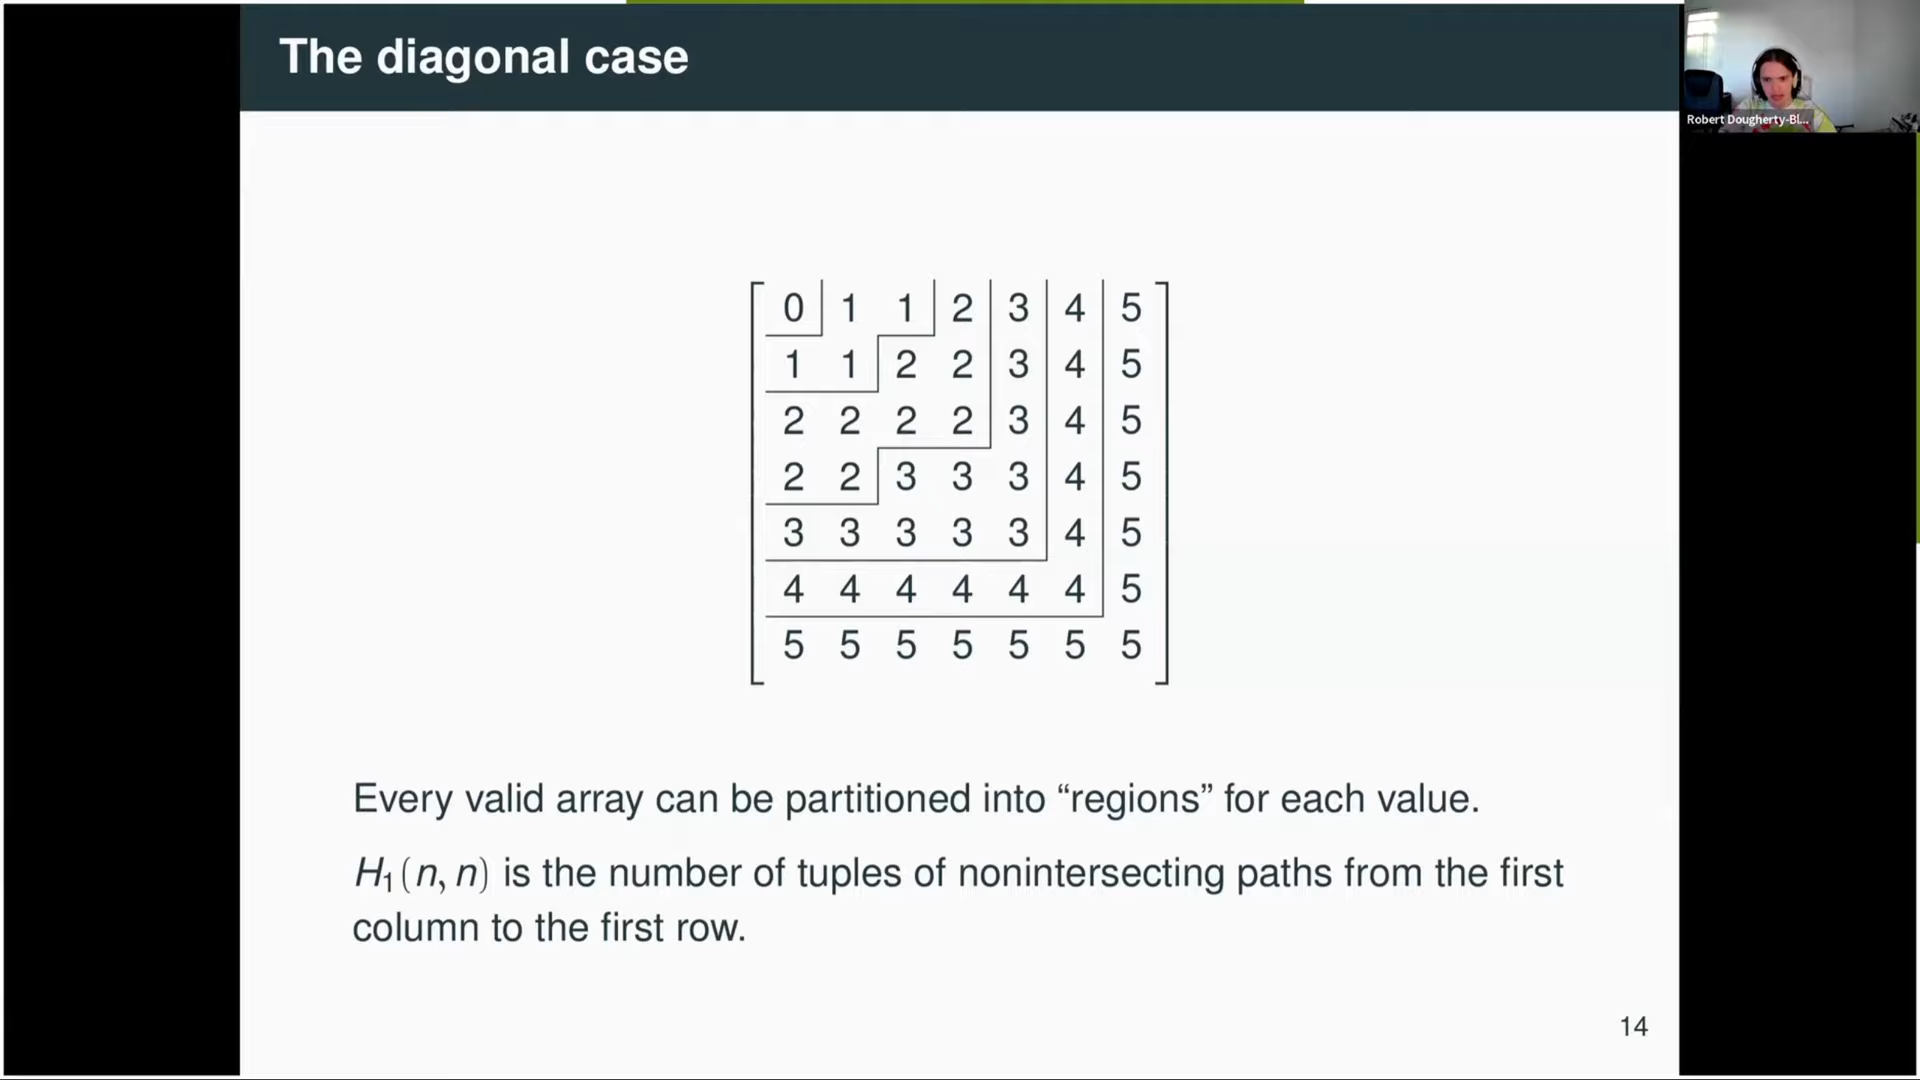 The diagonal case
Robert Dougherty-Bl...
0 1 1 2 3 4 5
1 1 2 2 3 4 5
2 2 2 2 3 4 5
2 2 3 3 3 4 5
3 3 3 3 3 4 5
4 4 4 4 4 4 5
5 5 5 5 5 5 5
Every valid array can be partitioned into “regions” for each value.
H₁(n, n) is the number of tuples of nonintersecting paths from the first
column to the first row.
14